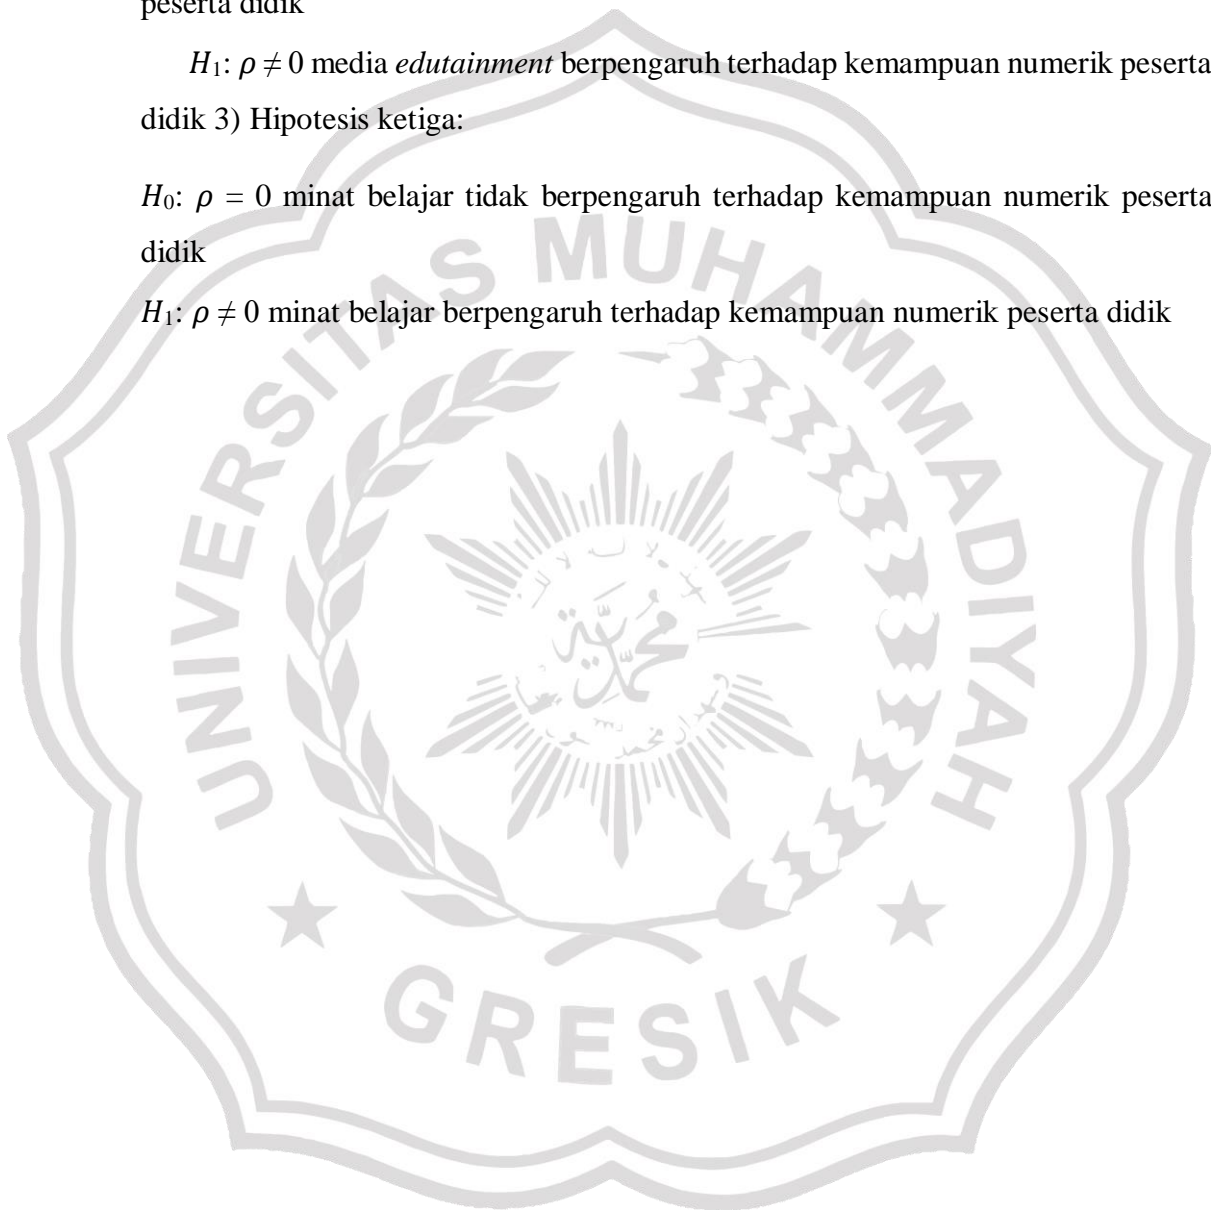 peserta didik
H₁: ρ ≠ 0 media edutainment berpengaruh terhadap kemampuan numerik peserta
didik 3) Hipotesis ketiga:
H₀: ρ = 0 minat belajar tidak berpengaruh terhadap kemampuan numerik peserta
didik
H₁: ρ ≠ 0 minat belajar berpengaruh terhadap kemampuan numerik peserta didik
UNIVERSITAS MUHAMMADIYAH
محمدية
GRESIK